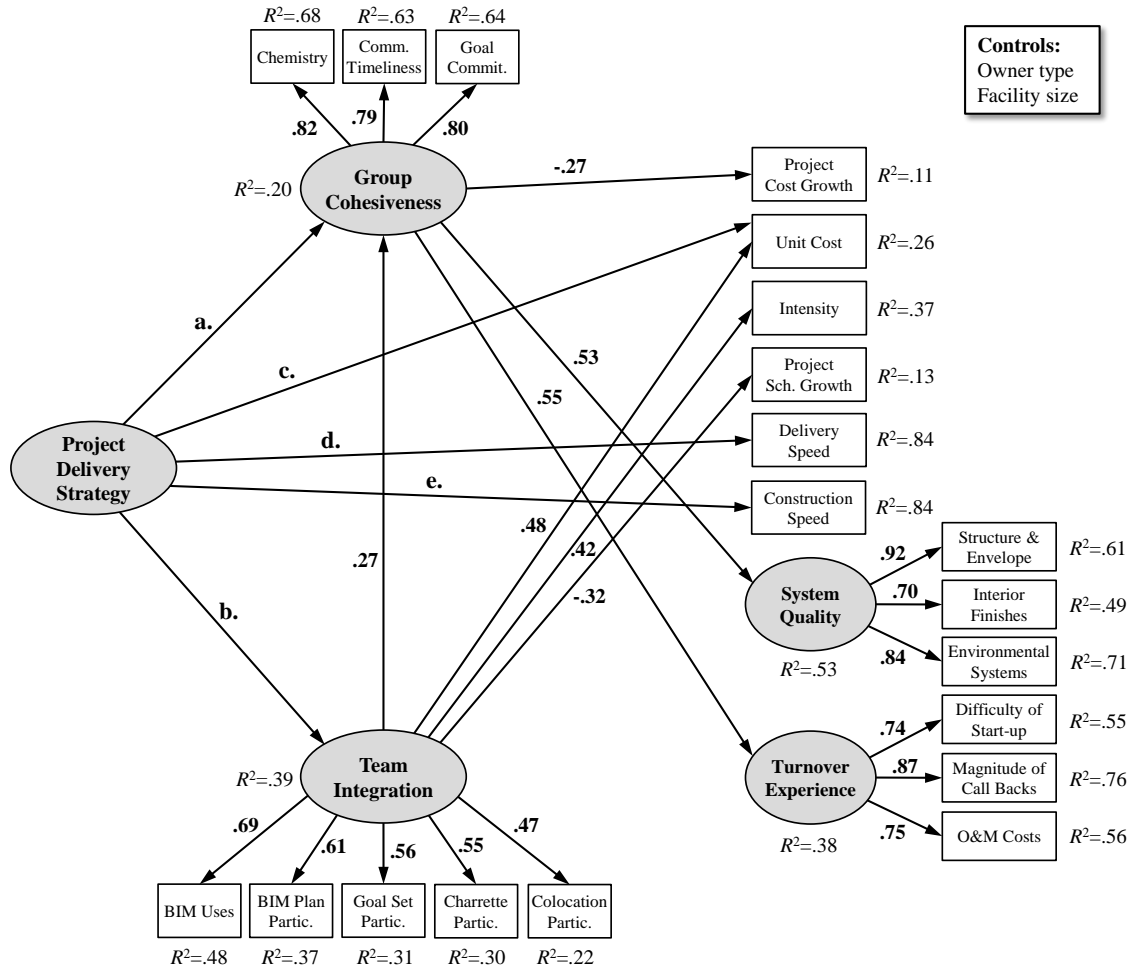 R²=.68
R²=.63
R²=.64
Chemistry
Comm.
Timeliness
Goal
Commit.
Controls:
Owner type
Facility size
.82
.79
.80
Group
Cohesiveness
R²=.20
-.27
Project
Cost Growth
R²=.11
Unit Cost
R²=.26
Intensity
R²=.37
Project
Sch. Growth
R²=.13
Delivery
Speed
R²=.84
Construction
Speed
R²=.84
a.
c.
.53
.55
Project
Delivery
Strategy
d.
e.
b.
.27
.48
.42
-.32
System
Quality
R²=.53
.92
.70
.84
Structure &
Envelope
R²=.61
Interior
Finishes
R²=.49
Environmental
Systems
R²=.71
Turnover
Experience
R²=.38
.74
.87
.75
Difficulty of
Start-up
R²=.55
Magnitude of
Call Backs
R²=.76
O&M Costs
R²=.56
Team
Integration
R²=.39
.69
.61
.56
.55
.47
BIM Uses
BIM Plan
Partic.
Goal Set
Partic.
Charrette
Partic.
Colocation
Partic.
R²=.48
R²=.37
R²=.31
R²=.30
R²=.22